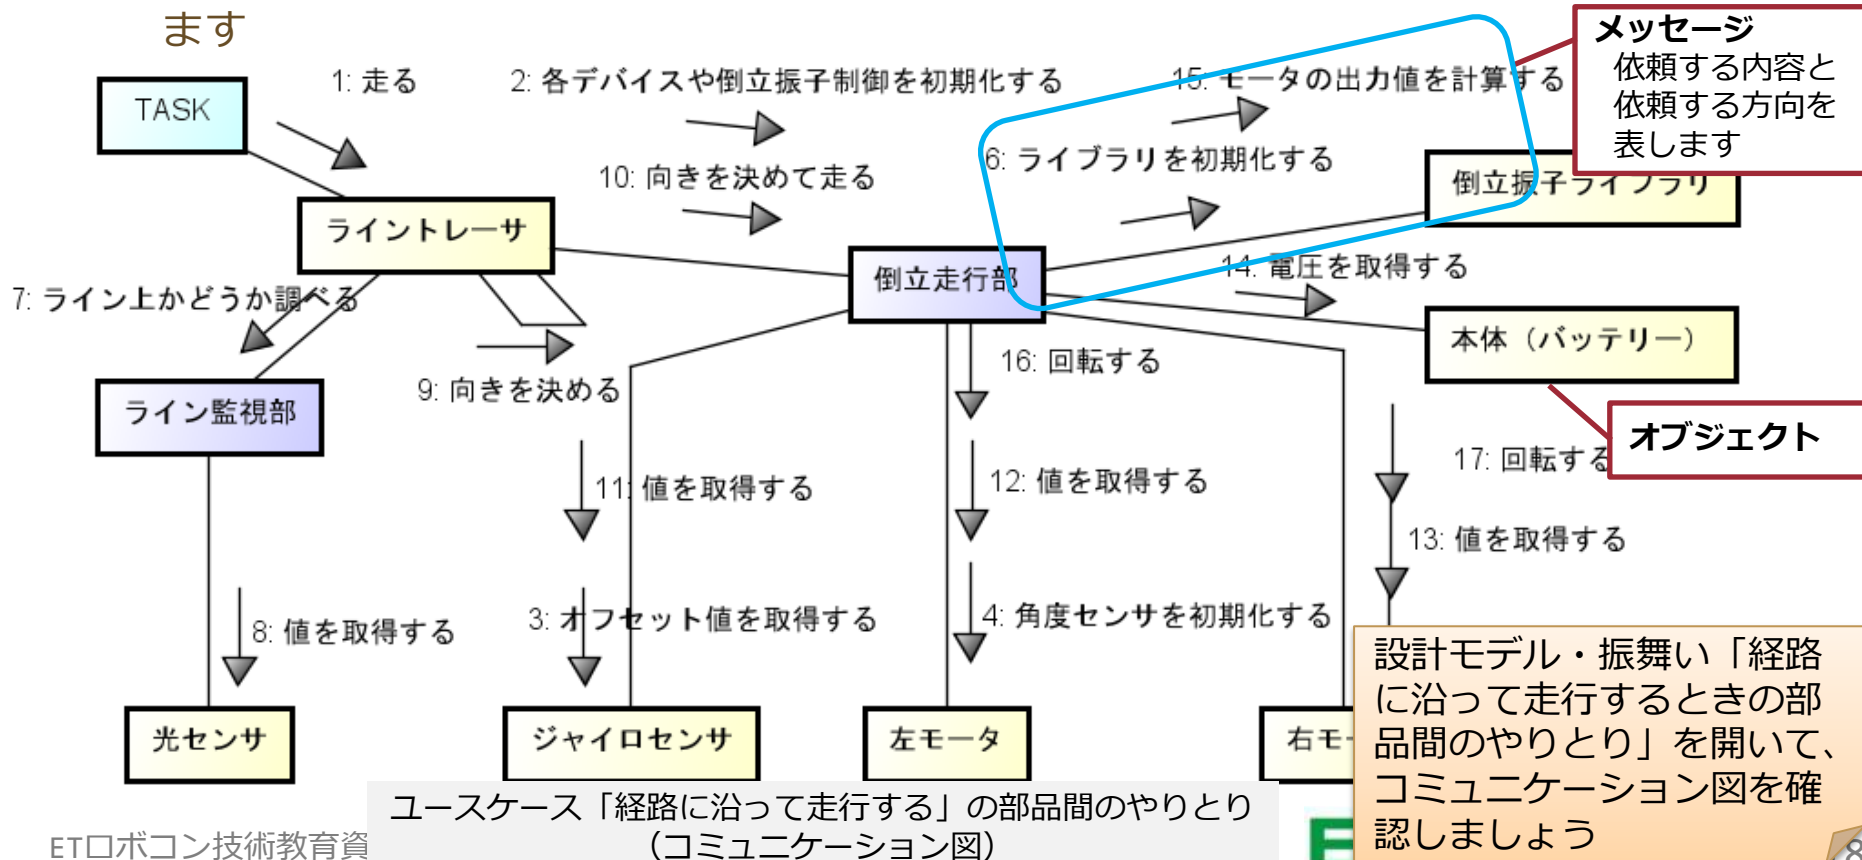 ます
メッセージ
依頼する内容と
依頼する方向を
表します
TASK
1: 走る
2: 各デバイスや倒立振子制御を初期化する
15: モータの出力値を計算する
10: 向きを決めて走る
6: ライブラリを初期化する
倒立振子ライブラリ
ライントレーサ
倒立走行部
14: 電圧を取得する
7: ライン上かどうか調べる
本体（バッテリー）
16: 回転する
9: 向きを決める
ライン監視部
オブジェクト
17: 回転する
11: 値を取得する
12: 値を取得する
13: 値を取得する
8: 値を取得する
3: オフセット値を取得する
4: 角度センサを初期化する
光センサ
ジャイロセンサ
左モータ
右モ
設計モデル・振舞い「経路
に沿って走行するときの部
品間のやりとり」を開いて、
コミュニケーション図を確
認しましょう
ユースケース「経路に沿って走行する」の部品間のやりとり
（コミュニケーション図）
ETロボコン技術教育資
8